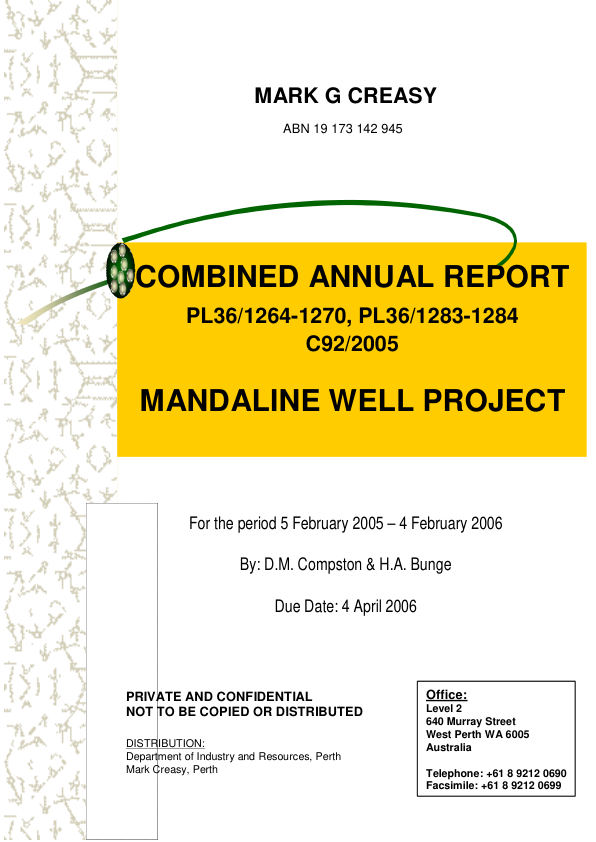 MARK G CREASY
ABN 19 173 142 945
COMBINED ANNUAL REPORT
PL36/1264-1270, PL36/1283-1284
C92/2005
MANDALINE WELL PROJECT
For the period 5 February 2005 – 4 February 2006
By: D.M. Compston & H.A. Bunge
Due Date: 4 April 2006
PRIVATE AND CONFIDENTIAL
NOT TO BE COPIED OR DISTRIBUTED
DISTRIBUTION:
Department of Industry and Resources, Perth
Mark Creasy, Perth
Office:
Level 2
640 Murray Street
West Perth WA 6005
Australia
Telephone: +61 8 9212 0690
Facsimile: +61 8 9212 0699